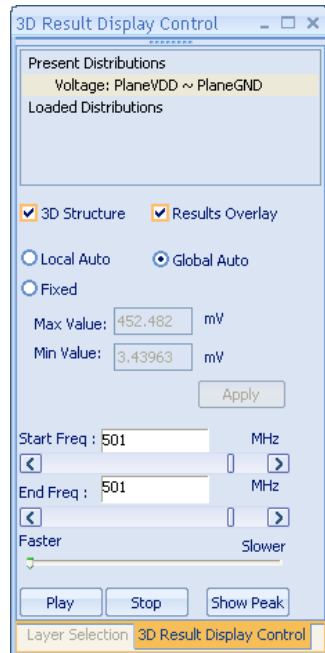 3D Result Display Control
Present Distributions
Voltage: PlaneVDD ~ PlaneGND
Loaded Distributions
3D Structure Results Overlay
Local Auto Global Auto
Fixed
Max Value: 452.482 mV
Min Value: 3.43963 mV
Apply
Start Freq : 501 MHz
End Freq : 501 MHz
Faster Slower
Play Stop Show Peak
Layer Selection 3D Result Display Control